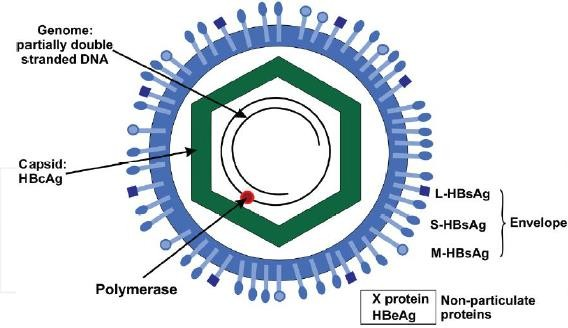 Genome:
partially double
stranded DNA
Capsid:
HBcAg
Polymerase
L-HBsAg
S-HBsAg
M-HBsAg
Envelope
X protein
HBeAg
Non-particulate
proteins